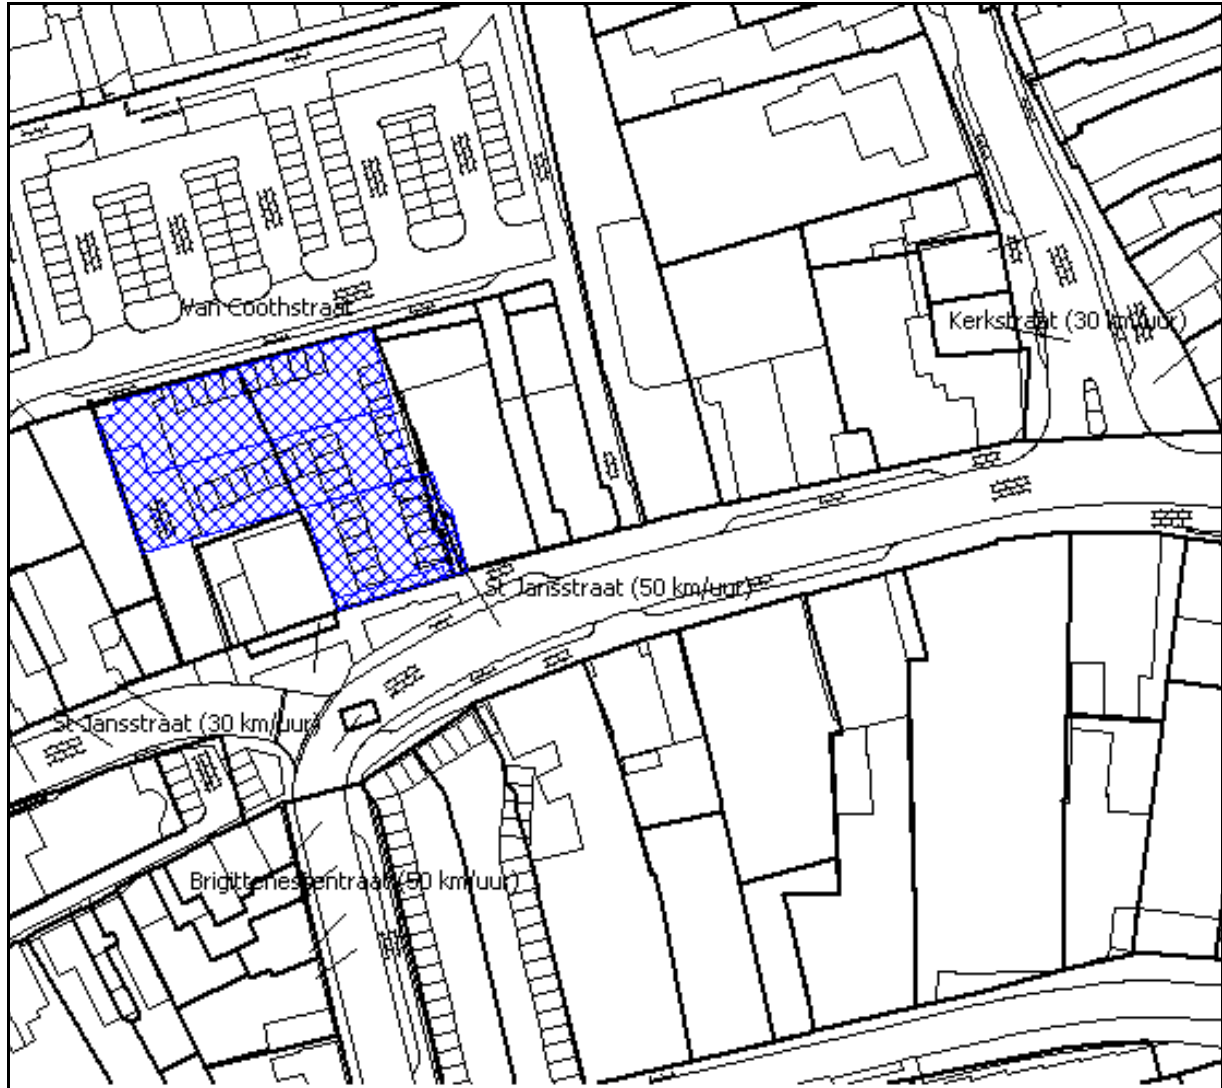 Van Coothstraat
Kerkstraat (30 km/uur)
St Jansstraat (50 km/uur)
St Jansstraat (30 km/uur)
Brigittenessentraat (50 km/uur)